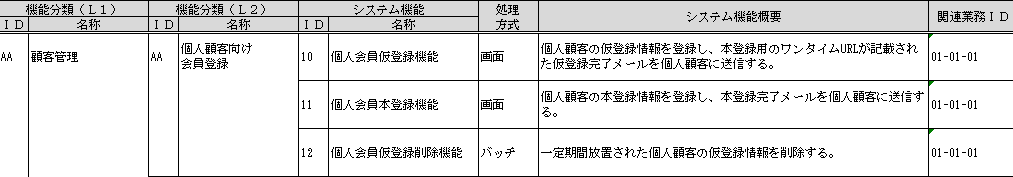 機能分類（Ｌ１） 機能分類（Ｌ２） システム機能 処理方式 システム機能概要 関連業務ＩＤ
ＩＤ 名称 ＩＤ 名称 ＩＤ 名称
AA 顧客管理 AA 個人顧客向け
会員登録
10 個人会員仮登録機能 画面 個人顧客の仮登録情報を登録し、本登録用のワンタイムURLが記載され
た仮登録完了メールを個人顧客に送信する。
01-01-01
11 個人会員本登録機能 画面 個人顧客の本登録情報を登録し、本登録完了メールを個人顧客に送信す
る。
01-01-01
12 個人会員仮登録削除機能 バッチ 一定期間放置された個人顧客の仮登録情報を削除する。 01-01-01